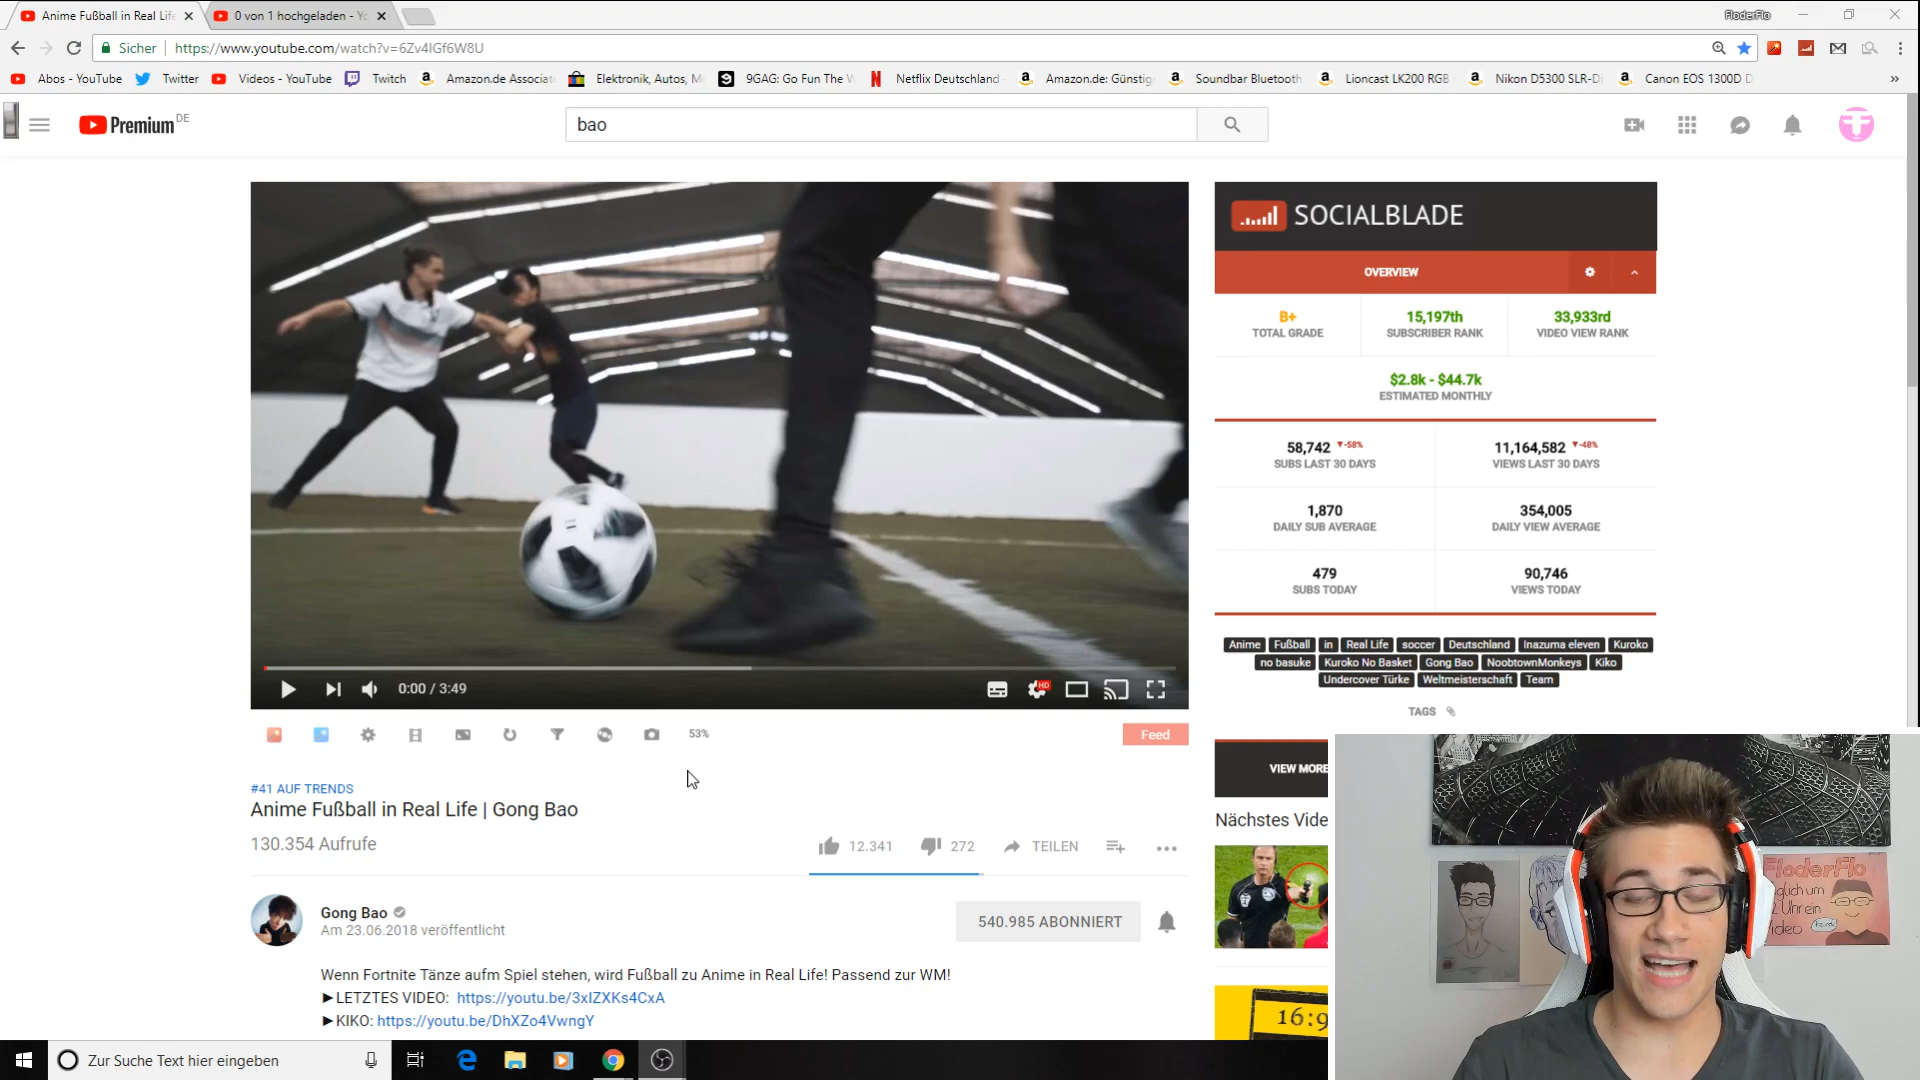 Anime Fußball in Real Life
0 von 1 hochgeladen - Yo
FloderFlo
Sicher
https://www.youtube.com/watch?v=6Zv4IGf6W8U
Abos - YouTube
Twitter
Videos - YouTube
Twitch
Amazon.de Associat
Elektronik, Autos, M
9GAG: Go Fun The W
Netflix Deutschland
Amazon.de: Günstig
Soundbar Bluetooth
Lioncast LK200 RGB
Nikon D5300 SLR-Di
Canon EOS 1300D D
Premium DE
bao
SOCIALBLADE
OVERVIEW
B+
TOTAL GRADE
15,197th
SUBSCRIBER RANK
33,933rd
VIDEO VIEW RANK
$2.8k - $44.7k
ESTIMATED MONTHLY
58,742 ▼-58%
SUBS LAST 30 DAYS
11,164,582 ▼-48%
VIEWS LAST 30 DAYS
1,870
DAILY SUB AVERAGE
354,005
DAILY VIEW AVERAGE
479
SUBS TODAY
90,746
VIEWS TODAY
Anime Fußball in Real Life soccer Deutschland Inazuma eleven Kuroko
no basuke Kuroko No Basket Gong Bao NoobtownMonkeys Kiko
Undercover Türke Weltmeisterschaft Team
TAGS
0:00 / 3:49
HD
53%
Feed
VIEW MORE
#41 AUF TRENDS
Anime Fußball in Real Life | Gong Bao
130.354 Aufrufe
12.341
272
TEILEN
Nächstes Vide
Gong Bao
Am 23.06.2018 veröffentlicht
540.985 ABONNIERT
Wenn Fortnite Tänze aufm Spiel stehen, wird Fußball zu Anime in Real Life! Passend zur WM!
►LETZTES VIDEO: https://youtu.be/3xIZXKs4CxA
►KIKO: https://youtu.be/DhXZo4VwngY
16:9
FloderFlo
glich um
Uhr ein
ideo
Zur Suche Text hier eingeben